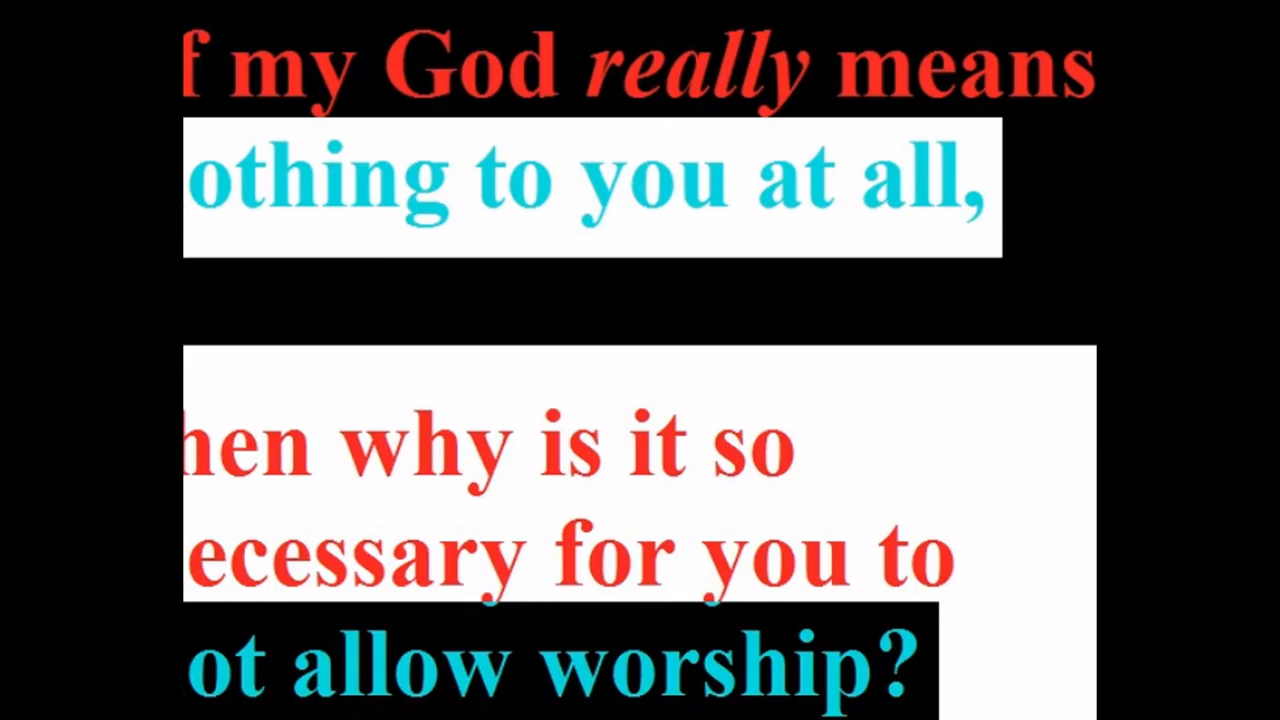 f my God really means
othing to you at all,
hen why is it so
ecessary for you to
ot allow worship?